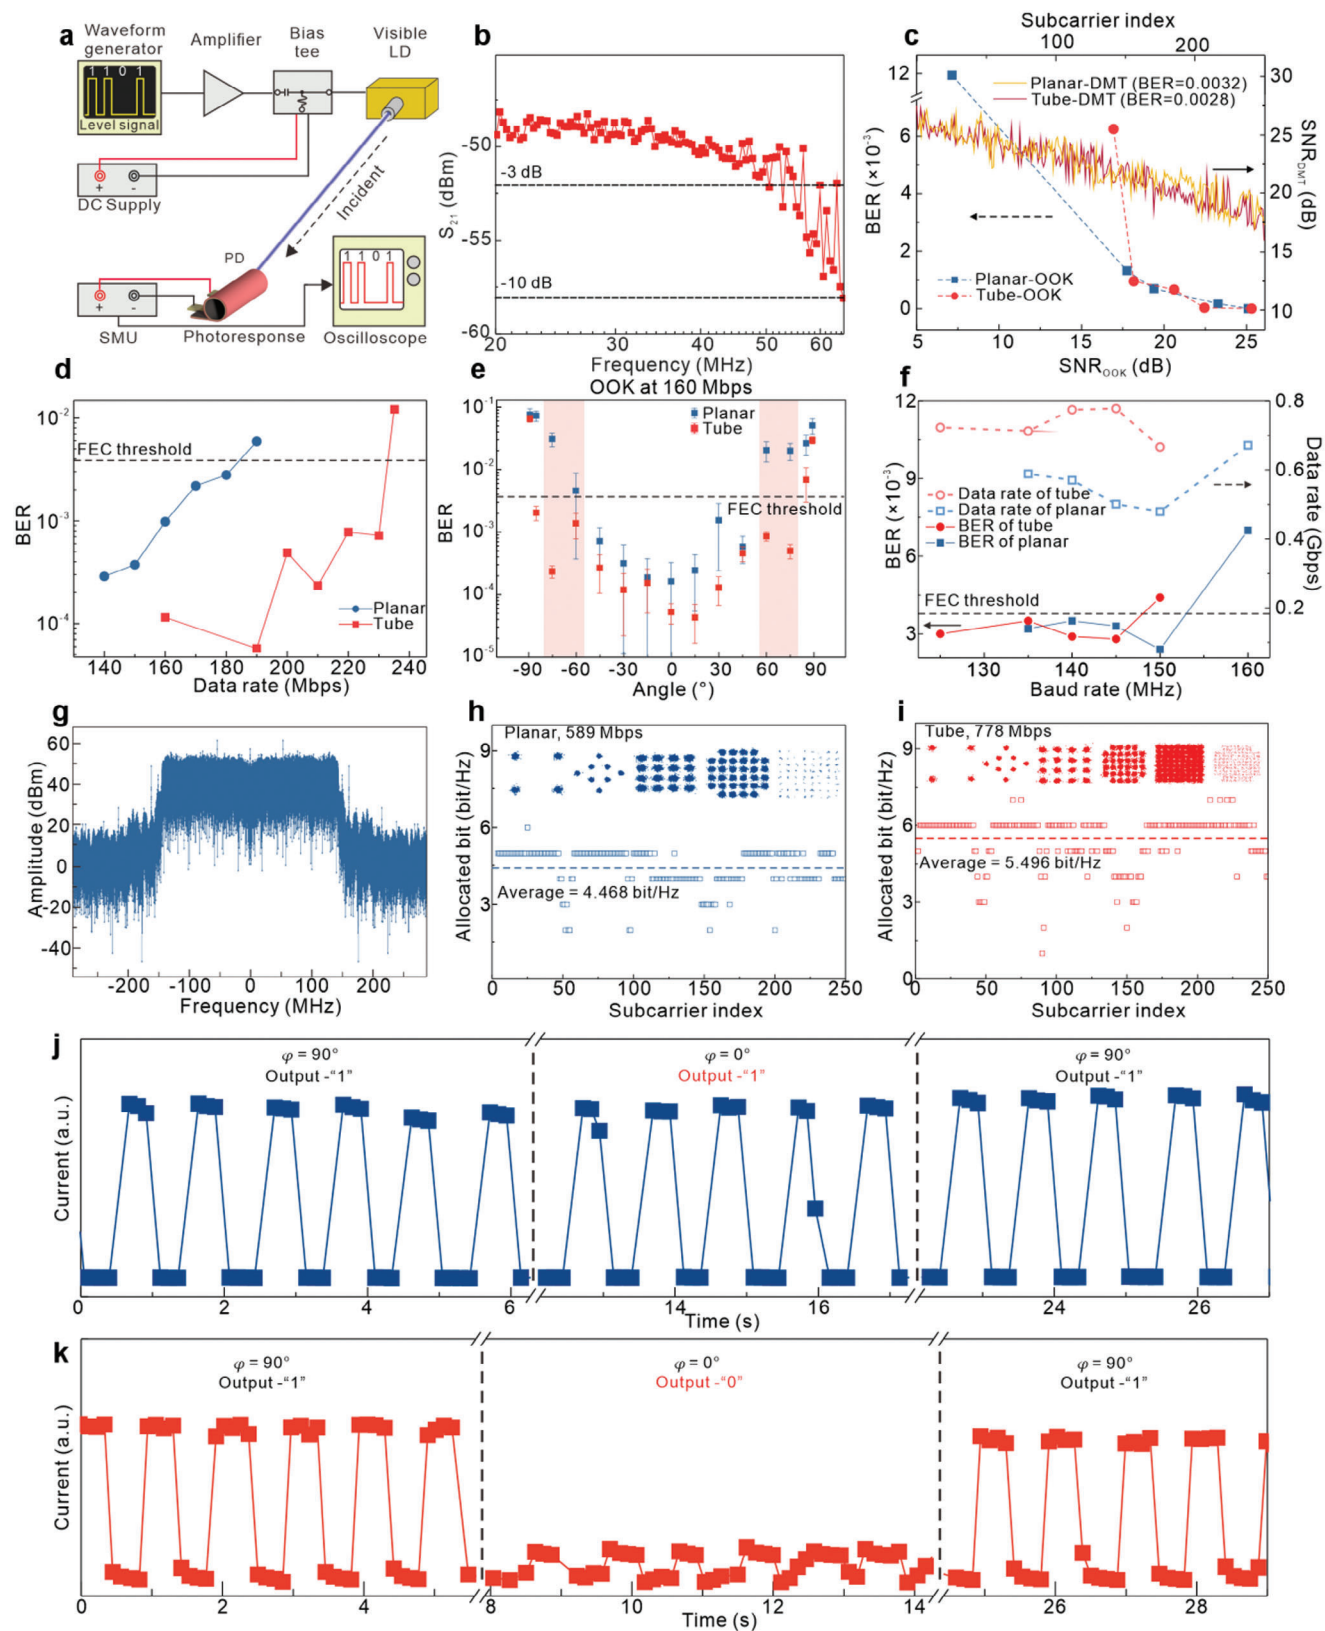 a
Waveform
generator
Amplifier
Bias
tee
Visible
LD
1 1 0 1
Level signal
+ -
DC Supply
Incident
PD
1 1 0 1
+ -
SMU
Photoresponse
Oscilloscope
b
S21 (dBm)
-50
-55
-60
-3 dB
-10 dB
20 30 40 50 60
Frequency (MHz)
c
Subcarrier index
100 200
Planar-DMT (BER=0.0032)
Tube-DMT (BER=0.0028)
BER (×10-3)
12
6
4
2
0
30
25
20
15
10
SNRDMT (dB)
Planar-OOK
Tube-OOK
5 10 15 20 25
SNROOK (dB)
d
10-2
10-3
10-4
BER
FEC threshold
Planar
Tube
140 160 180 200 220 240
Data rate (Mbps)
e
OOK at 160 Mbps
10-1
10-2
10-3
10-4
10-5
BER
Planar
Tube
FEC threshold
-90 -60 -30 0 30 60 90
Angle (°)
f
12
9
6
3
BER (×10-3)
0.8
0.6
0.4
0.2
Data rate (Gbps)
Data rate of tube
Data rate of planar
BER of tube
BER of planar
FEC threshold
130 140 150 160
Baud rate (MHz)
g
60
40
20
0
-20
-40
Amplitude (dBm)
-200 -100 0 100 200
Frequency (MHz)
h
Planar, 589 Mbps
9
6
3
0
Allocated bit (bit/Hz)
Average = 4.468 bit/Hz
0 50 100 150 200 250
Subcarrier index
i
Tube, 778 Mbps
9
6
3
0
Allocated bit (bit/Hz)
Average = 5.496 bit/Hz
0 50 100 150 200 250
Subcarrier index
j
φ = 90°
Output -“1”
φ = 0°
Output -“1”
φ = 90°
Output -“1”
Current (a.u.)
0 2 4 6 14 16 24 26
Time (s)
k
φ = 90°
Output -“1”
φ = 0°
Output -“0”
φ = 90°
Output -“1”
Current (a.u.)
0 2 4 8 10 12 14 26 28
Time (s)